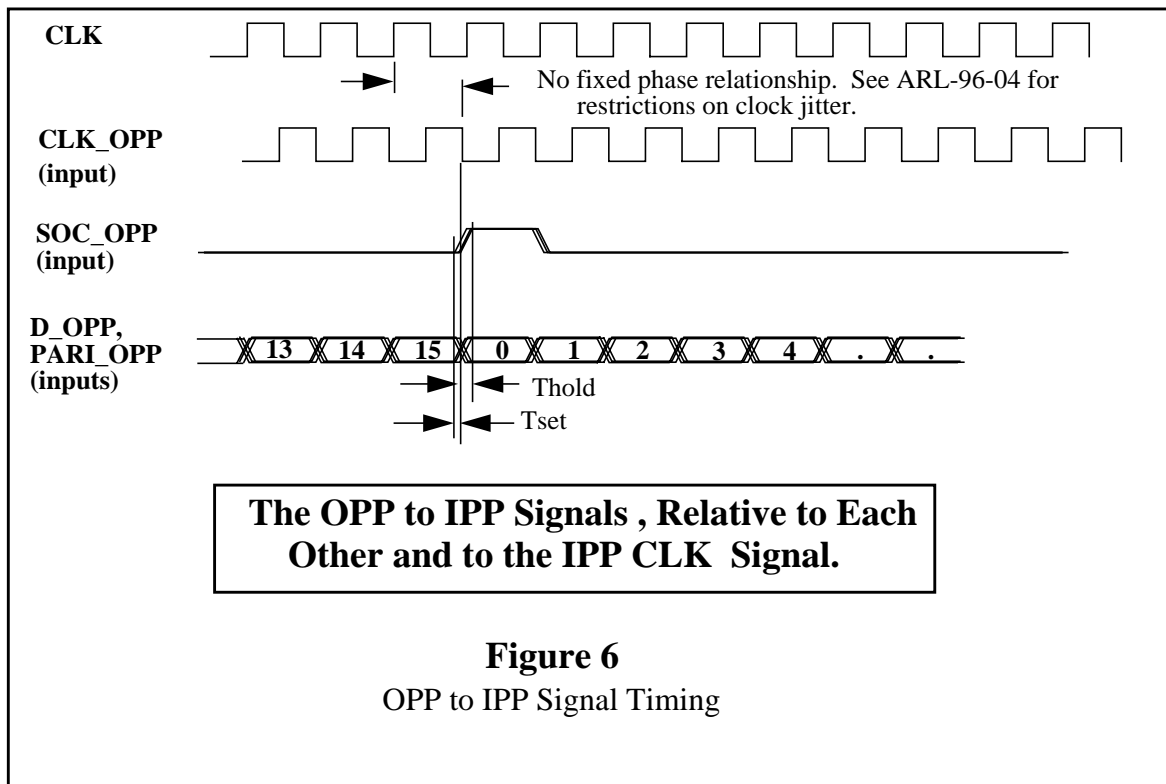 CLK
No fixed phase relationship.  See ARL-96-04 for
restrictions on clock jitter.
CLK_OPP
(input)
SOC_OPP
(input)
D_OPP,
PARI_OPP
(inputs)
13 14 15 0 1 2 3 4 . .
Thold
Tset
The OPP to IPP Signals , Relative to Each
Other and to the IPP CLK  Signal.
Figure 6
OPP to IPP Signal Timing